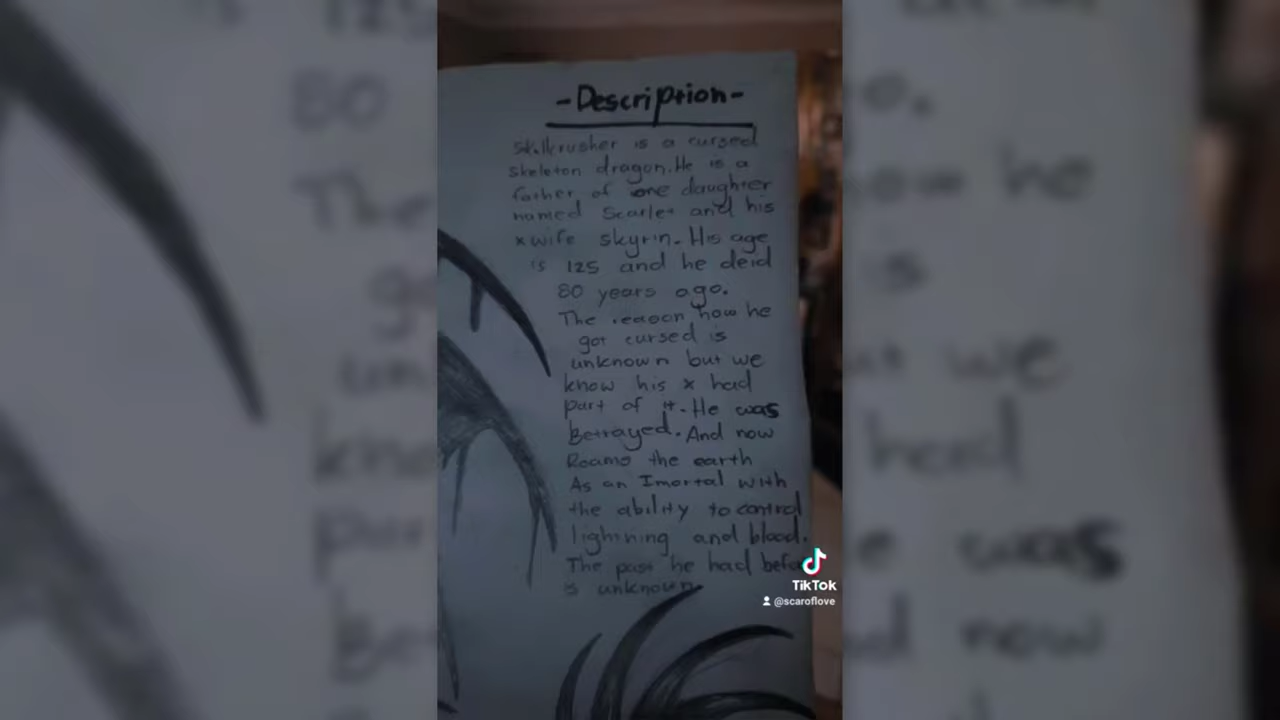 -Description-
Skullkrusher is a cursed
skeleton dragon. He is a
father of one daughter
named Scarlet and his
x wife skyrin. His age
is 125 and he deid
80 years ago.
The reason how he
got cursed is
unknown but we
know his x had
part of it. He was
Betrayed. And now
Roams the earth
As an Imortal with
the ability to control
lightning and blood.
The past he had befo
is unknown
TikTok
@scaroflove